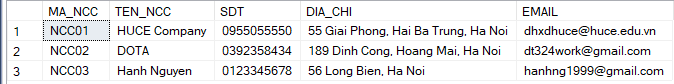 MA_NCC TEN_NCC SDT DIA_CHI EMAIL
1 NCC01 HUCE Company 0955055550 55 Giai Phong, Hai Ba Trung, Ha Noi dhxdhuce@huce.edu.vn
2 NCC02 DOTA 0392358434 189 Dinh Cong, Hoang Mai, Ha Noi dt324work@gmail.com
3 NCC03 Hanh Nguyen 0123345678 56 Long Bien, Ha Noi hanhng1999@gmail.com